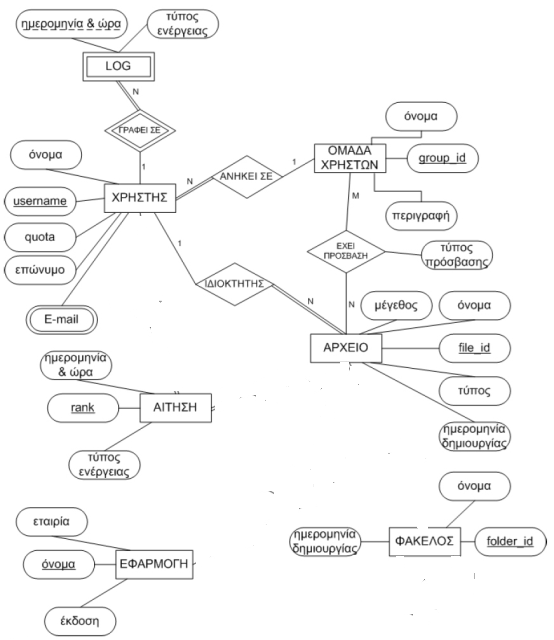 ημερομηνία & ώρα
τύπος
ενέργειας
LOG
N
ΓΡΑΦΕΙ ΣΕ
1
όνομα
username
quota
επώνυμο
E-mail
ΧΡΗΣΤΗΣ
N
ΑΝΗΚΕΙ ΣΕ
1
ΟΜΑΔΑ
ΧΡΗΣΤΩΝ
όνομα
group_id
περιγραφή
M
ΕΧΕΙ
ΠΡΟΣΒΑΣΗ
τύπος
πρόσβασης
N
1
ΙΔΙΟΚΤΗΤΗΣ
N
μέγεθος
όνομα
ΑΡΧΕΙΟ
file_id
τύπος
ημερομηνία
δημιουργίας
ημερομηνία
& ώρα
rank
ΑΙΤΗΣΗ
τύπος
ενέργειας
όνομα
ημερομηνία
δημιουργίας
ΦΑΚΕΛΟΣ
folder_id
εταιρία
όνομα
ΕΦΑΡΜΟΓΗ
έκδοση